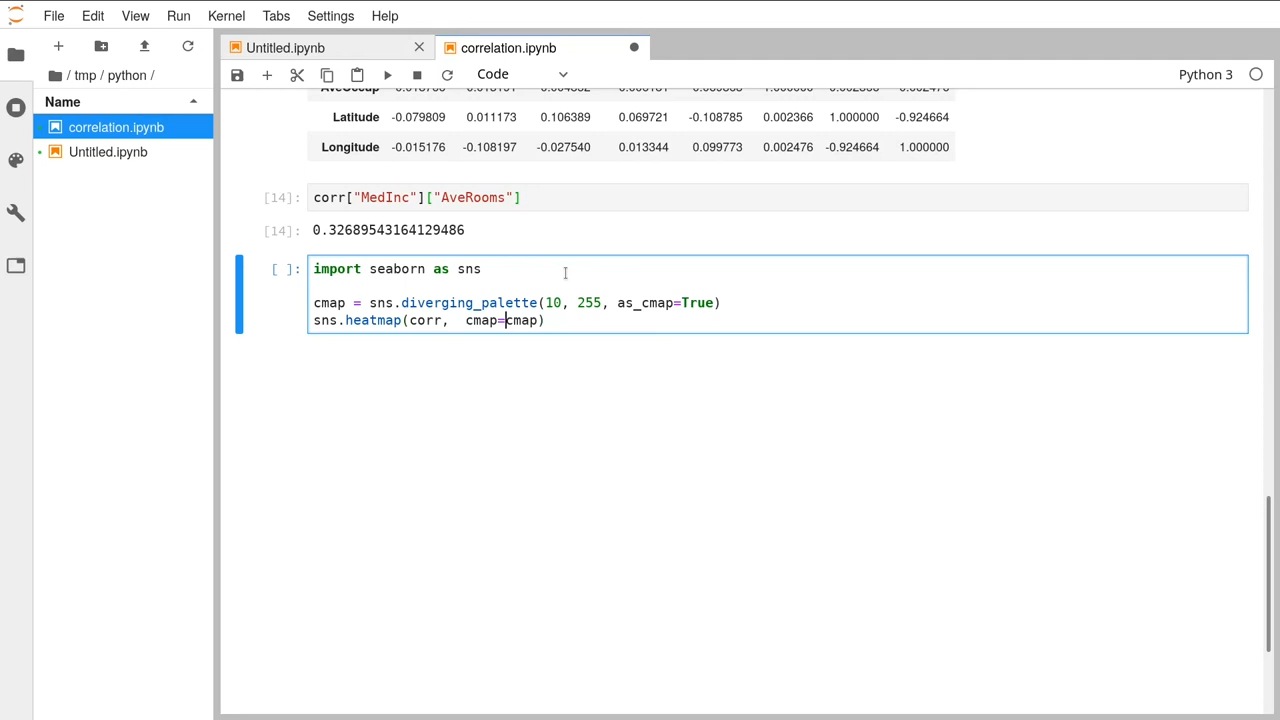 File Edit View Run Kernel Tabs Settings Help
Untitled.ipynb
correlation.ipynb
/ tmp / python /
Code
Python 3
Name
correlation.ipynb
Untitled.ipynb
Latitude -0.079809 0.011173 0.106389 0.069721 -0.108785 0.002366 1.000000 -0.924664
Longitude -0.015176 -0.108197 -0.027540 0.013344 0.099773 0.002476 -0.924664 1.000000
[14]: corr["MedInc"]["AveRooms"]
[14]: 0.32689543164129486
[ ]: import seaborn as sns
cmap = sns.diverging_palette(10, 255, as_cmap=True)
sns.heatmap(corr,  cmap=cmap)